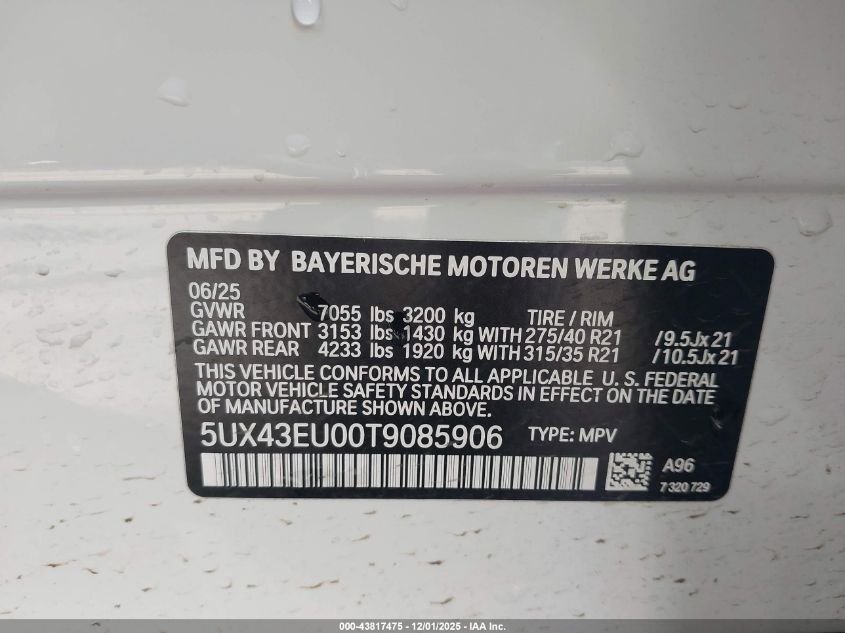 MFD BY BAYERISCHE MOTOREN WERKE AG
06/25
GVWR 7055 lbs 3200 kg TIRE / RIM
GAWR FRONT 3153 lbs 1430 kg WITH 275/40 R21 /9.5Jx21
GAWR REAR 4233 lbs 1920 kg WITH 315/35 R21 /10.5Jx21
THIS VEHICLE CONFORMS TO ALL APPLICABLE U. S. FEDERAL
MOTOR VEHICLE SAFETY STANDARDS IN EFFECT ON THE DATE
OF MANUFACTURE SHOWN ABOVE.
5UX43EU00T9085906 TYPE: MPV
A96
7 320 729
000-43817475 - 12/01/2025 - IAA Inc.